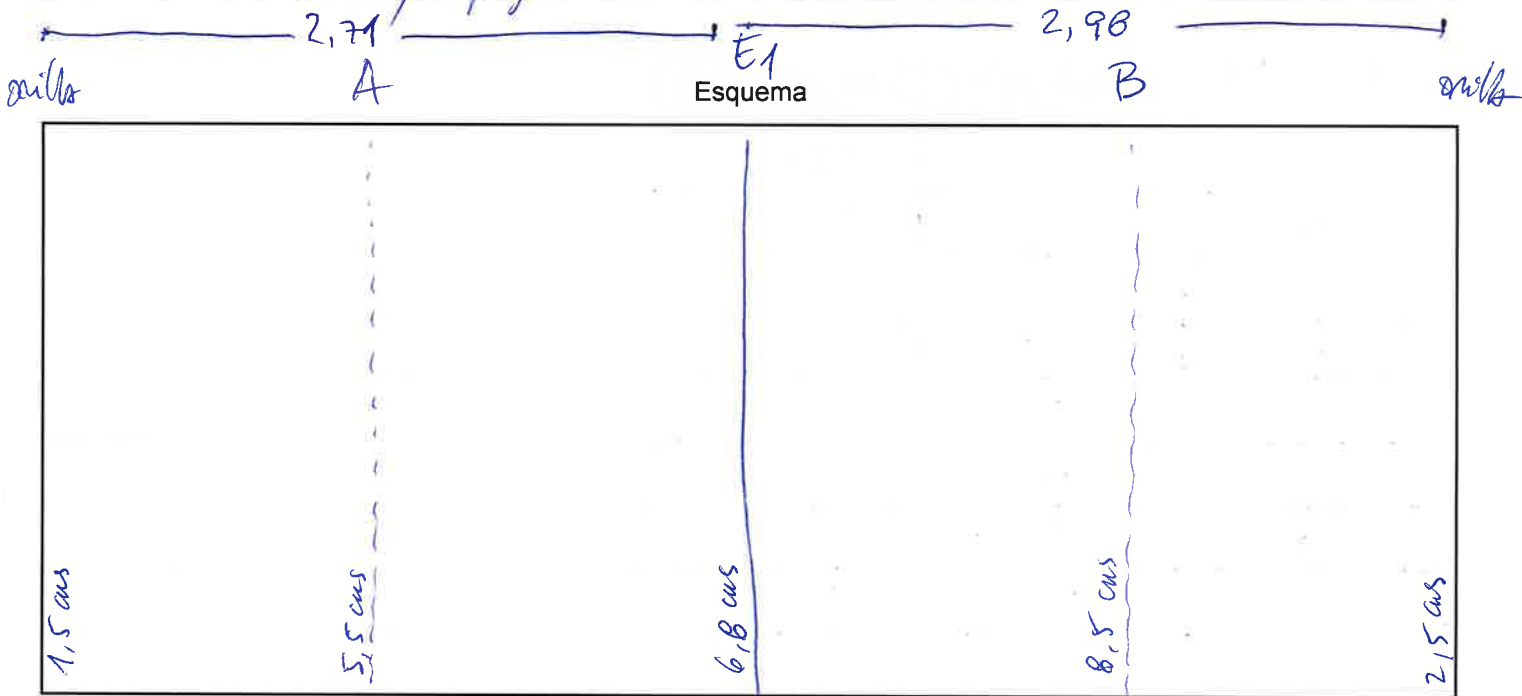 2,71 2,98
orilla A E1 B orilla
Esquema
1,5 cms
5,5 cms
6,8 cms
8,5 cms
2,5 cms